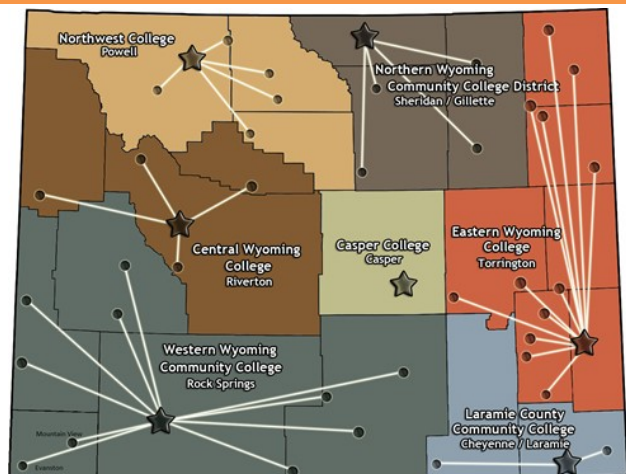 Northwest College
Powell
Northern Wyoming
Community College District
Sheridan / Gillette
Central Wyoming
College
Riverton
Casper College
Casper
Eastern Wyoming
College
Torrington
Western Wyoming
Community College
Rock Springs
Mountain View
Evanston
Laramie County
Community College
Cheyenne / Laramie